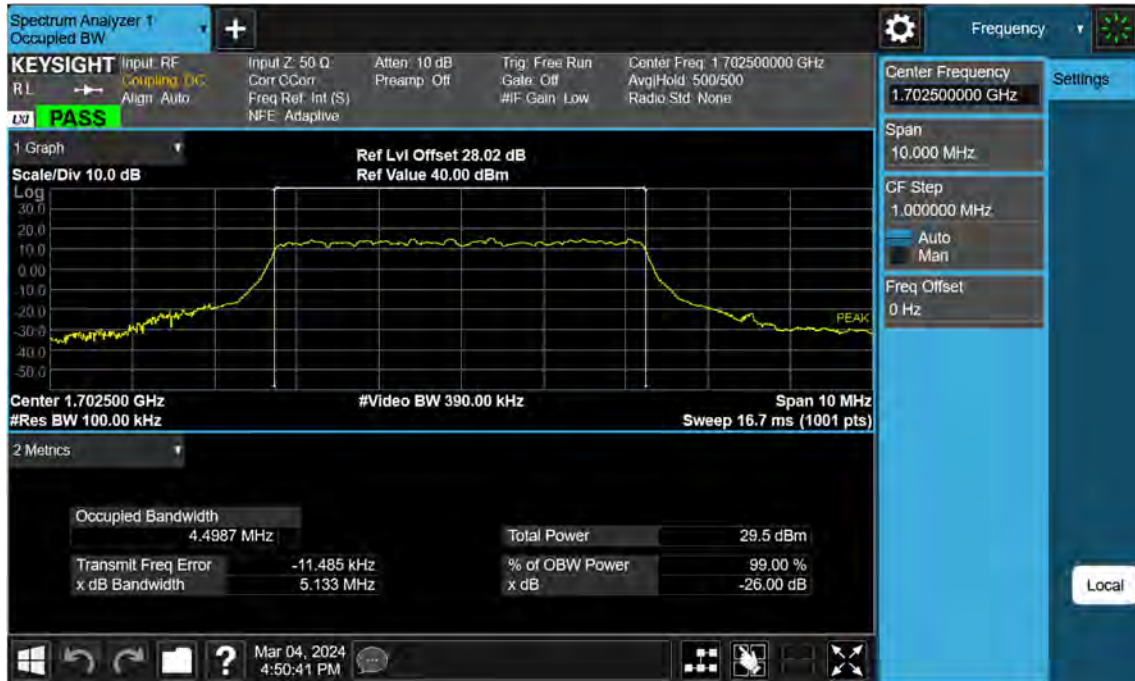 Spectrum Analyzer 1
Occupied BW
+
Frequency
KEYSIGHT Input: RF Input Z: 50 Ω Atten: 10 dB Trig: Free Run Center Freq: 1.702500000 GHz
RL Coupling: DC Corr CCorr Preamp: Off Gate: Off Avg|Hold: 500/500
Align: Auto Freq Ref: Int (S) #IF Gain: Low Radio Std: None
LXI PASS NFE: Adaptive
Center Frequency
1.702500000 GHz
Settings
Span
10.000 MHz
CF Step
1.000000 MHz
Auto
Man
Freq Offset
0 Hz
1 Graph
Ref Lvl Offset 28.02 dB
Scale/Div 10.0 dB Ref Value 40.00 dBm
Log
30.0
20.0
10.0
0.00
-10.0
-20.0
-30.0
-40.0
-50.0
PEAK
Center 1.702500 GHz #Video BW 390.00 kHz Span 10 MHz
#Res BW 100.00 kHz Sweep 16.7 ms (1001 pts)
2 Metrics
Occupied Bandwidth
4.4987 MHz Total Power 29.5 dBm
Transmit Freq Error -11.485 kHz % of OBW Power 99.00 %
x dB Bandwidth 5.133 MHz x dB -26.00 dB
Local
? Mar 04, 2024
4:50:41 PM